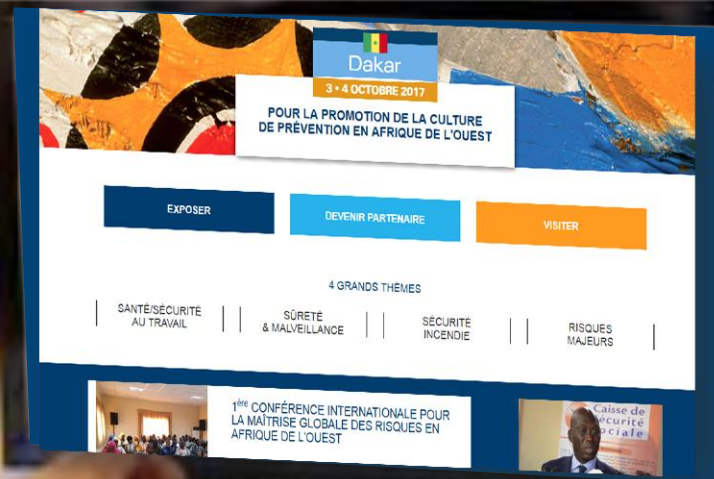 Dakar
3 • 4 OCTOBRE 2017
POUR LA PROMOTION DE LA CULTURE
DE PRÉVENTION EN AFRIQUE DE L'OUEST
EXPOSER
DEVENIR PARTENAIRE
VISITER
4 GRANDS THÈMES
SANTÉ/SÉCURITÉ
AU TRAVAIL
SÛRETÉ
& MALVEILLANCE
SÉCURITÉ
INCENDIE
RISQUES
MAJEURS
1ère CONFÉRENCE INTERNATIONALE POUR
LA MAÎTRISE GLOBALE DES RISQUES EN
AFRIQUE DE L'OUEST
Caisse de
Sécurité
Sociale